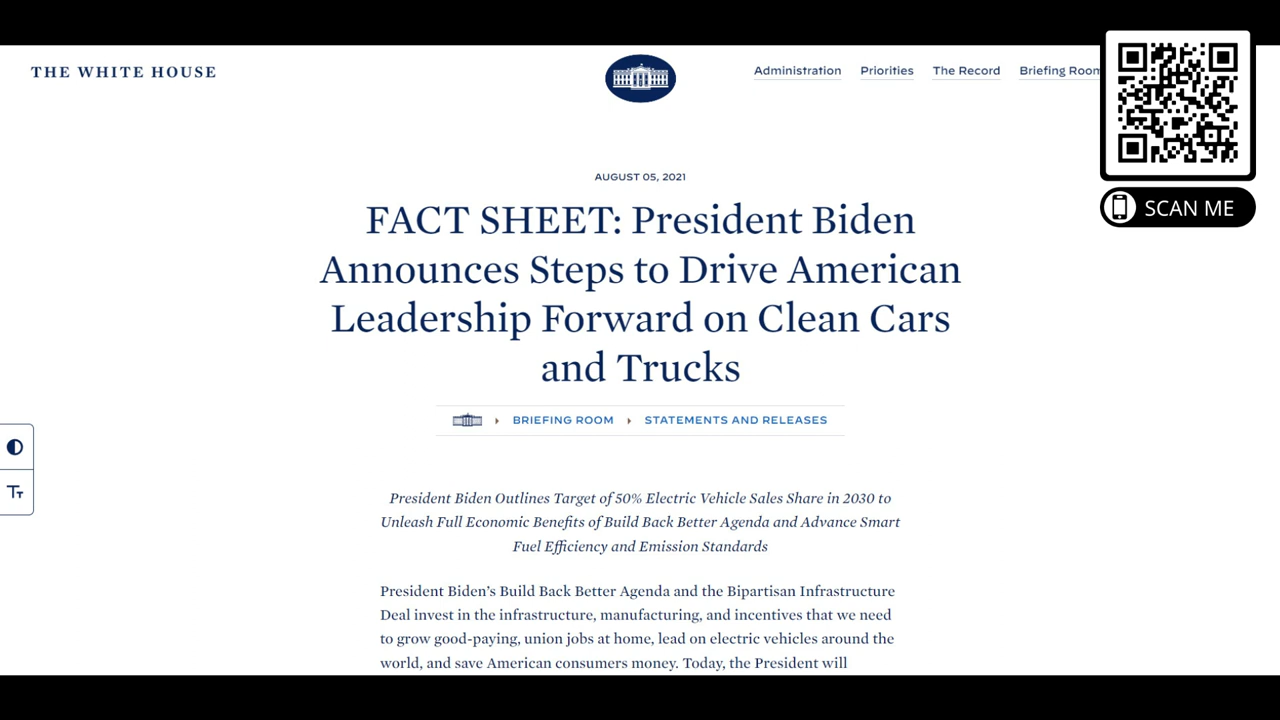 THE WHITE HOUSE
Administration Priorities The Record Briefing Room
SCAN ME
AUGUST 05, 2021
FACT SHEET: President Biden
Announces Steps to Drive American
Leadership Forward on Clean Cars
and Trucks
BRIEFING ROOM STATEMENTS AND RELEASES
Tт
President Biden Outlines Target of 50% Electric Vehicle Sales Share in 2030 to
Unleash Full Economic Benefits of Build Back Better Agenda and Advance Smart
Fuel Efficiency and Emission Standards
President Biden’s Build Back Better Agenda and the Bipartisan Infrastructure
Deal invest in the infrastructure, manufacturing, and incentives that we need
to grow good-paying, union jobs at home, lead on electric vehicles around the
world, and save American consumers money. Today, the President will